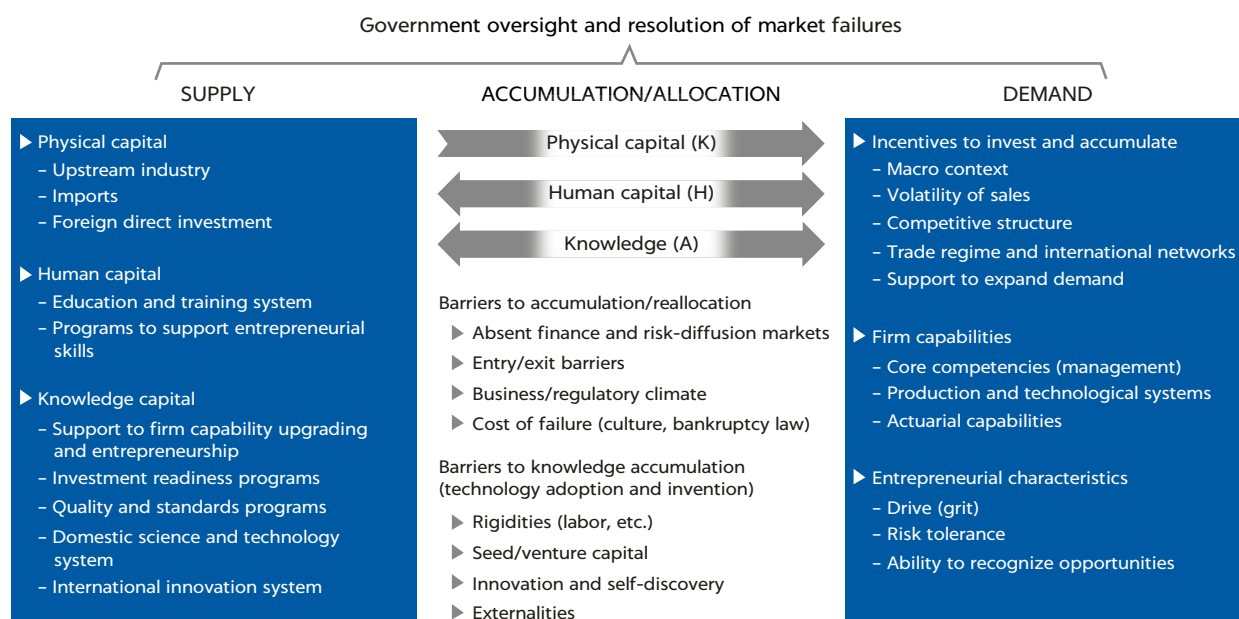 Government oversight and resolution of market failures
SUPPLY
▶ Physical capital
– Upstream industry
– Imports
– Foreign direct investment
▶ Human capital
– Education and training system
– Programs to support entrepreneurial
skills
▶ Knowledge capital
– Support to firm capability upgrading
and entrepreneurship
– Investment readiness programs
– Quality and standards programs
– Domestic science and technology
system
– International innovation system
ACCUMULATION/ALLOCATION
Physical capital (K)
Human capital (H)
Knowledge (A)
Barriers to accumulation/reallocation
▶ Absent finance and risk-diffusion markets
▶ Entry/exit barriers
▶ Business/regulatory climate
▶ Cost of failure (culture, bankruptcy law)
Barriers to knowledge accumulation
(technology adoption and invention)
▶ Rigidities (labor, etc.)
▶ Seed/venture capital
▶ Innovation and self-discovery
▶ Externalities
DEMAND
▶ Incentives to invest and accumulate
– Macro context
– Volatility of sales
– Competitive structure
– Trade regime and international networks
– Support to expand demand
▶ Firm capabilities
– Core competencies (management)
– Production and technological systems
– Actuarial capabilities
▶ Entrepreneurial characteristics
– Drive (grit)
– Risk tolerance
– Ability to recognize opportunities